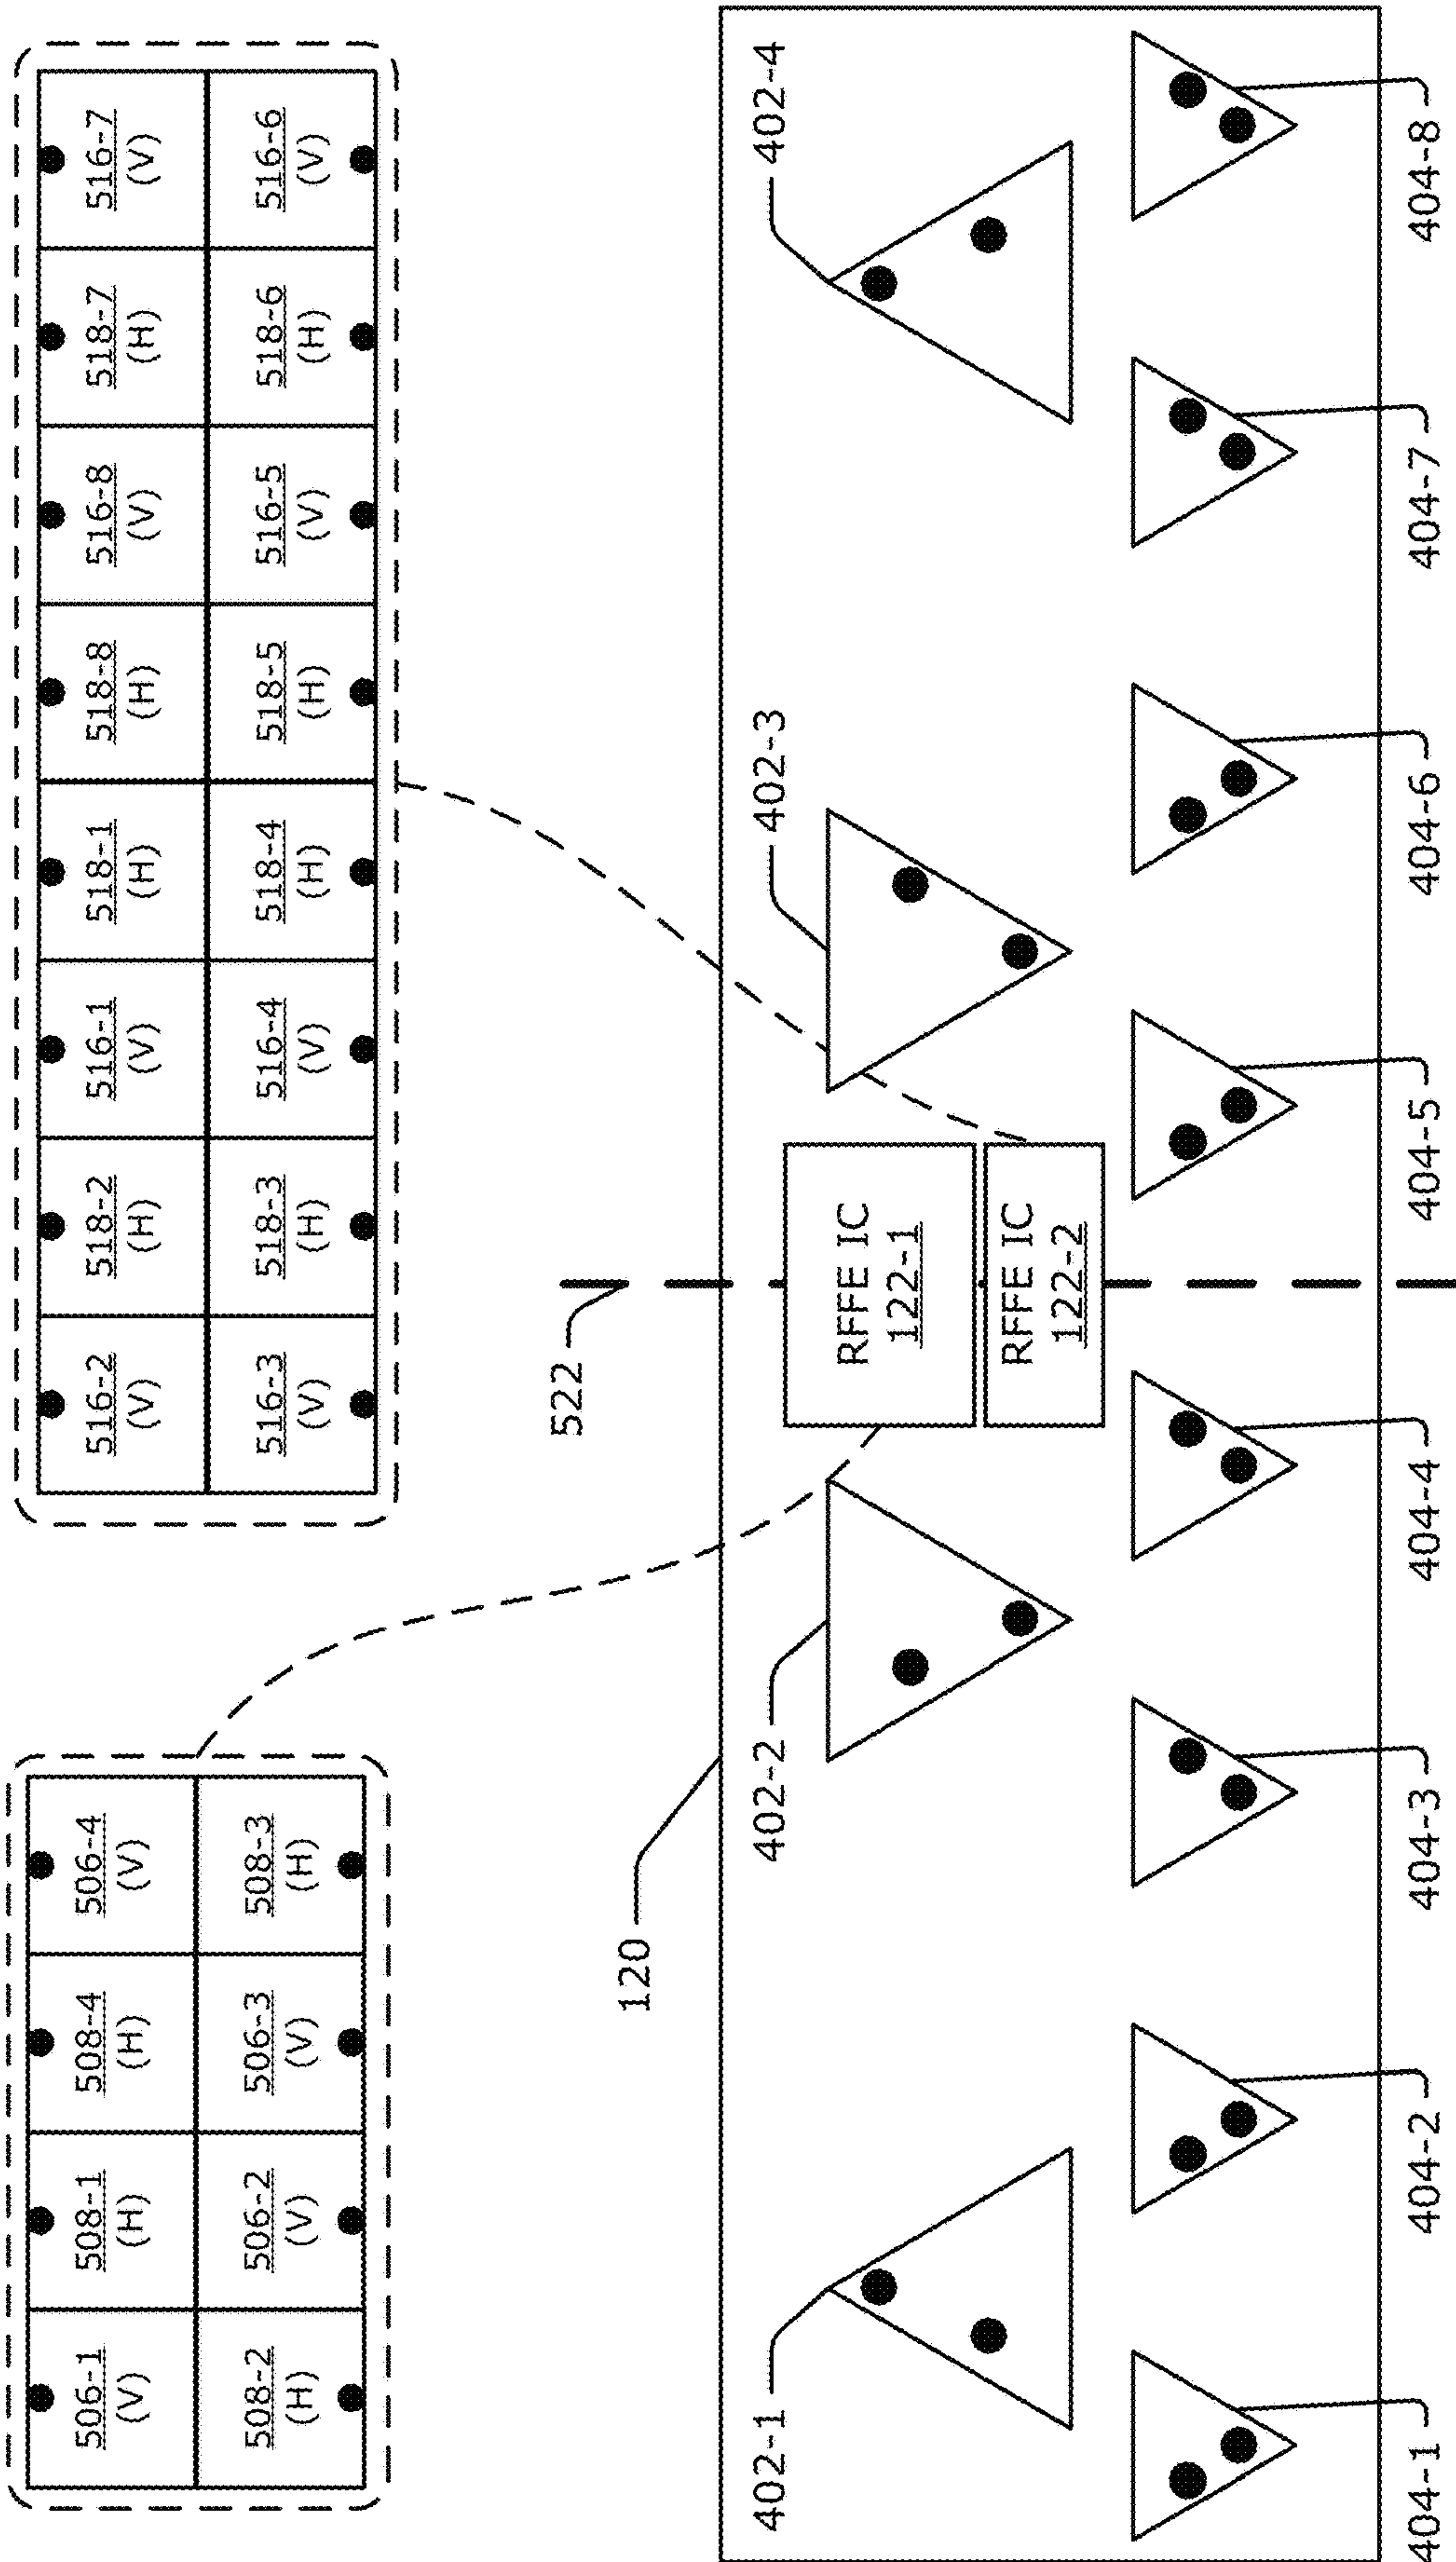 506-1 508-1 508-4 506-4
(V) (H) (H) (V)
508-2 506-2 506-3 508-3
(H) (V) (V) (H)
516-2 518-2 516-1 518-1 518-8 516-8 518-7 516-7
(V) (H) (V) (H) (H) (V) (H) (V)
516-3 518-3 516-4 518-4 518-5 516-5 518-6 516-6
(V) (H) (V) (H) (H) (V) (H) (V)
522
120
402-1 402-2 402-3 402-4
RFFE IC
122-1
RFFE IC
122-2
404-1 404-2 404-3 404-4 404-5 404-6 404-7 404-8